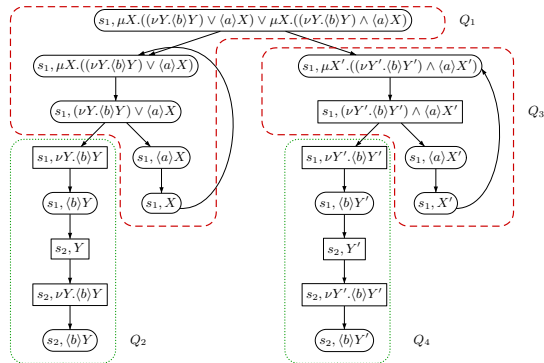 s₁, μX.((νY.⟨b⟩Y) ∨ ⟨a⟩X) ∨ μX.((νY.⟨b⟩Y) ∧ ⟨a⟩X) Q₁
s₁, μX.((νY.⟨b⟩Y) ∨ ⟨a⟩X) s₁, μX′.((νY′.⟨b⟩Y′) ∧ ⟨a⟩X′)
s₁, (νY.⟨b⟩Y) ∨ ⟨a⟩X s₁, (νY′.⟨b⟩Y′) ∧ ⟨a⟩X′ Q₃
s₁, νY.⟨b⟩Y s₁, ⟨a⟩X s₁, νY′.⟨b⟩Y′ s₁, ⟨a⟩X′
s₁, ⟨b⟩Y s₁, X s₁, ⟨b⟩Y′ s₁, X′
s₂, Y s₂, Y′
s₂, νY.⟨b⟩Y s₂, νY′.⟨b⟩Y′
s₂, ⟨b⟩Y Q₂ s₂, ⟨b⟩Y′ Q₄